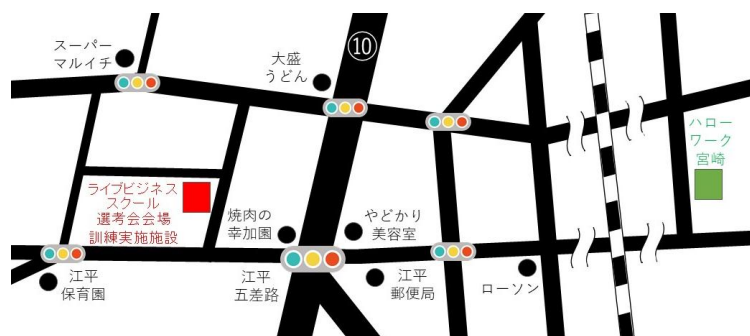 スーパー
マルイチ
大盛
うどん
⑩
ハロー
ワーク
宮崎
ライブビジネス
スクール
選考会会場
訓練実施施設
焼肉の
幸加園
やどかり
美容室
江平
保育園
江平
五差路
江平
郵便局
ローソン